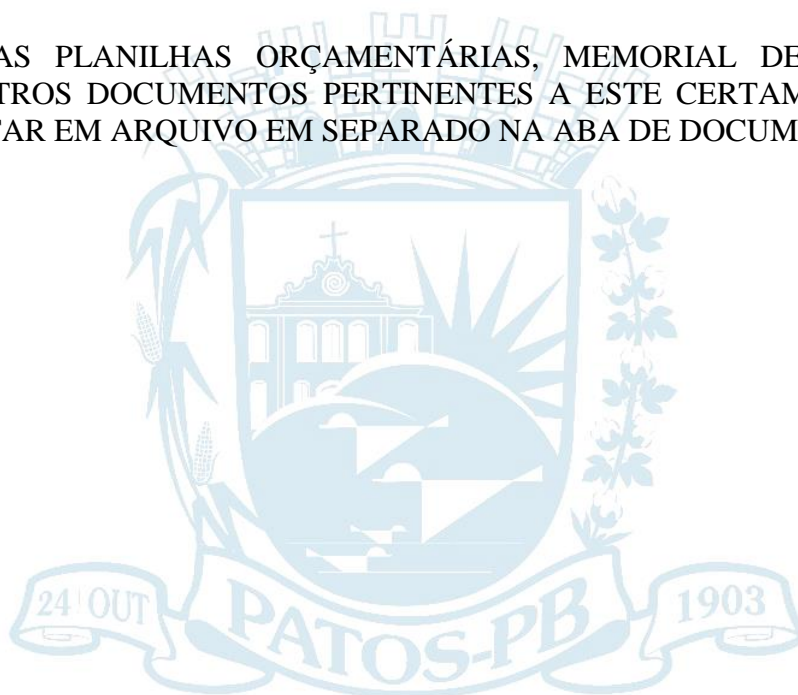 AS PLANILHAS ORÇAMENTÁRIAS, MEMORIAL DE
TROS DOCUMENTOS PERTINENTES A ESTE CERTAM
AR EM ARQUIVO EM SEPARADO NA ABA DE DOCUM
24 OUT
PATOS-PB
1903